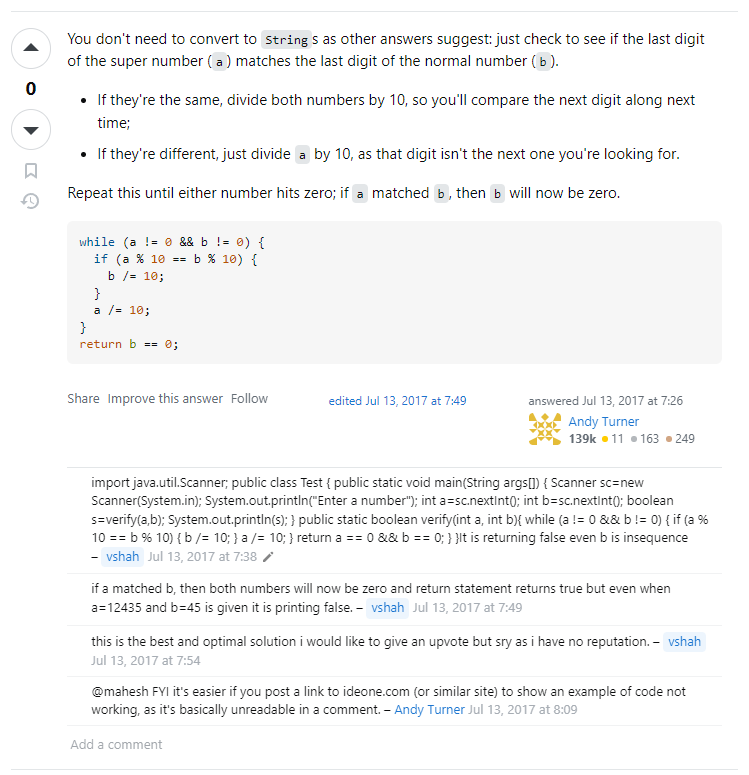 You don't need to convert to Strings as other answers suggest: just check to see if the last digit
of the super number (a) matches the last digit of the normal number (b).
0
• If they're the same, divide both numbers by 10, so you'll compare the next digit along next
time;
• If they're different, just divide a by 10, as that digit isn't the next one you're looking for.
Repeat this until either number hits zero; if a matched b, then b will now be zero.
while (a != 0 && b != 0) {
  if (a % 10 == b % 10) {
    b /= 10;
  }
  a /= 10;
}
return b == 0;
Share Improve this answer Follow
edited Jul 13, 2017 at 7:49
answered Jul 13, 2017 at 7:26
Andy Turner
139k 11 163 249
import java.util.Scanner; public class Test { public static void main(String args[]) { Scanner sc=new
Scanner(System.in); System.out.println("Enter a number"); int a=sc.nextInt(); int b=sc.nextInt(); boolean
s=verify(a,b); System.out.println(s); } public static boolean verify(int a, int b){ while (a != 0 && b != 0) { if (a %
10 == b % 10) { b /= 10; } a /= 10; } return a == 0 && b == 0; } }It is returning false even b is insequence
– vshah Jul 13, 2017 at 7:38
if a matched b, then both numbers will now be zero and return statement returns true but even when
a=12435 and b=45 is given it is printing false. – vshah Jul 13, 2017 at 7:49
this is the best and optimal solution i would like to give an upvote but sry as i have no reputation. – vshah
Jul 13, 2017 at 7:54
@mahesh FYI it's easier if you post a link to ideone.com (or similar site) to show an example of code not
working, as it's basically unreadable in a comment. – Andy Turner Jul 13, 2017 at 8:09
Add a comment